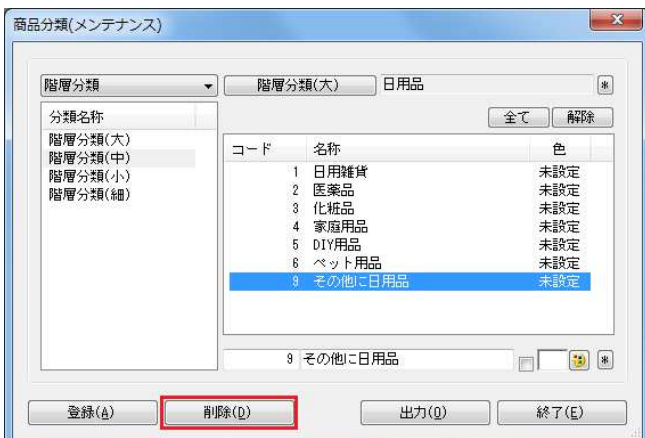 商品分類(メンテナンス)
階層分類 階層分類(大) 日用品 *
全て 解除
分類名称
階層分類(大)
階層分類(中)
階層分類(小)
階層分類(細)
コード 名称 色
1 日用雑貨 未設定
2 医薬品 未設定
3 化粧品 未設定
4 家庭用品 未設定
5 DIY用品 未設定
6 ペット用品 未設定
9 その他に日用品 未設定
9 その他に日用品 *
登録(A) 削除(D) 出力(O) 終了(E)